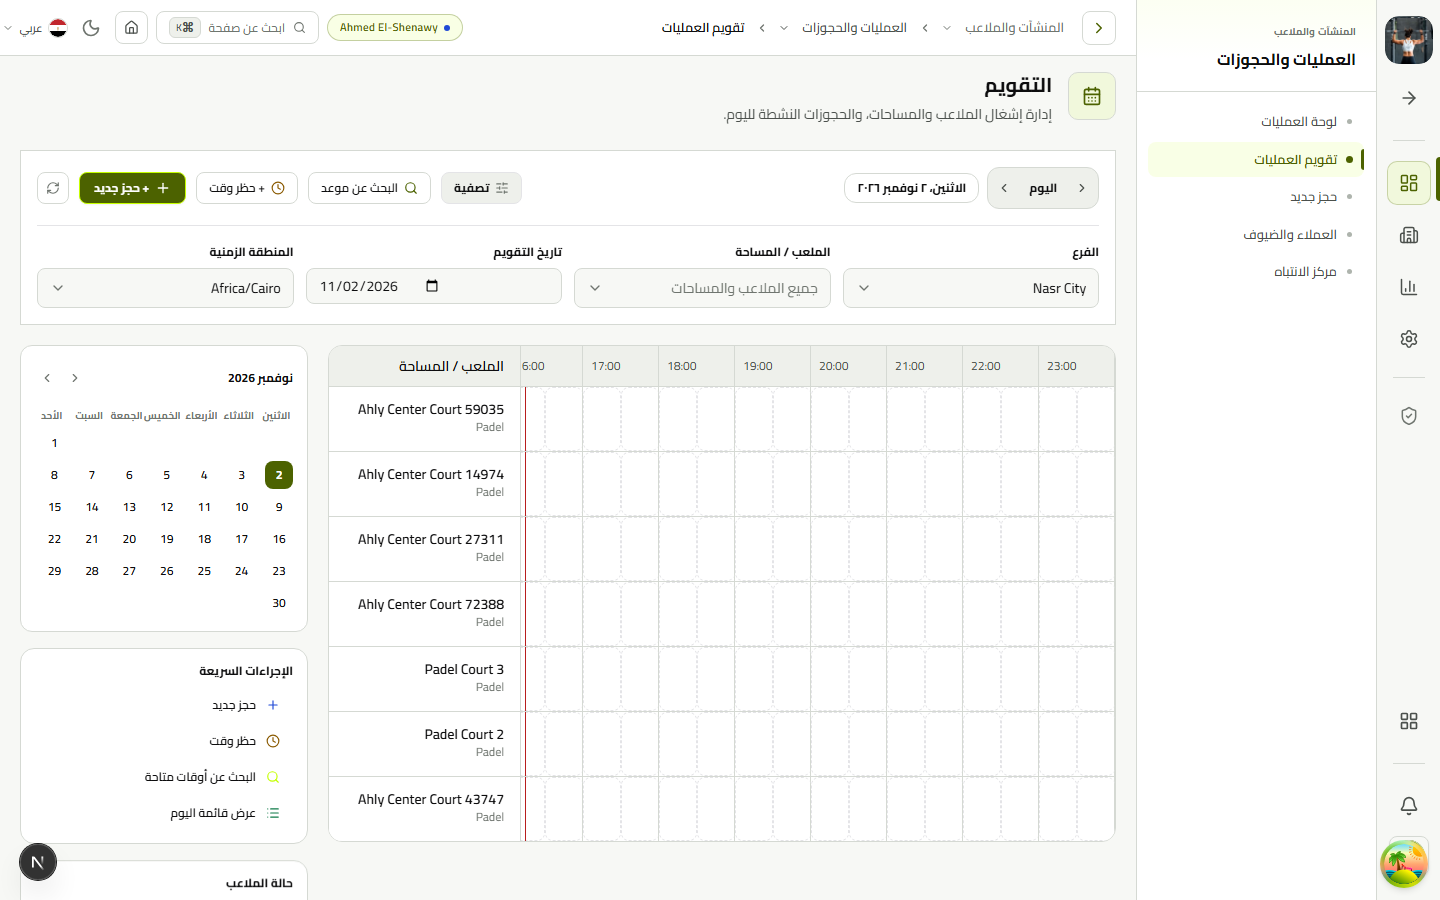 المنشآت والملاعب
العمليات والحجوزات
لوحة العمليات
تقويم العمليات
حجز جديد
العملاء والضيوف
مركز الانتباه
المنشآت والملاعب
العمليات والحجوزات
تقويم العمليات
Ahmed El-Shenawy
ابحث عن صفحة
⌘K
عربي
التقويم
إدارة إشغال الملاعب والمساحات، والحجوزات النشطة لليوم.
اليوم
الاثنين، ٢ نوفمبر ٢٠٢٦
تصفية
البحث عن موعد
+ حظر وقت
+ حجز جديد
الفرع
الملعب / المساحة
تاريخ التقويم
المنطقة الزمنية
Nasr City
جميع الملاعب والمساحات
11/02/2026
Africa/Cairo
الملعب / المساحة
6:00
17:00
18:00
19:00
20:00
21:00
22:00
23:00
Ahly Center Court 59035
Padel
Ahly Center Court 14974
Padel
Ahly Center Court 27311
Padel
Ahly Center Court 72388
Padel
Padel Court 3
Padel
Padel Court 2
Padel
Ahly Center Court 43747
Padel
نوفمبر 2026
الاثنين الثلاثاء الأربعاء الخميس الجمعة السبت الأحد
1
2 3 4 5 6 7 8
9 10 11 12 13 14 15
16 17 18 19 20 21 22
23 24 25 26 27 28 29
30
الإجراءات السريعة
حجز جديد
حظر وقت
البحث عن أوقات متاحة
عرض قائمة اليوم
حالة الملاعب
N